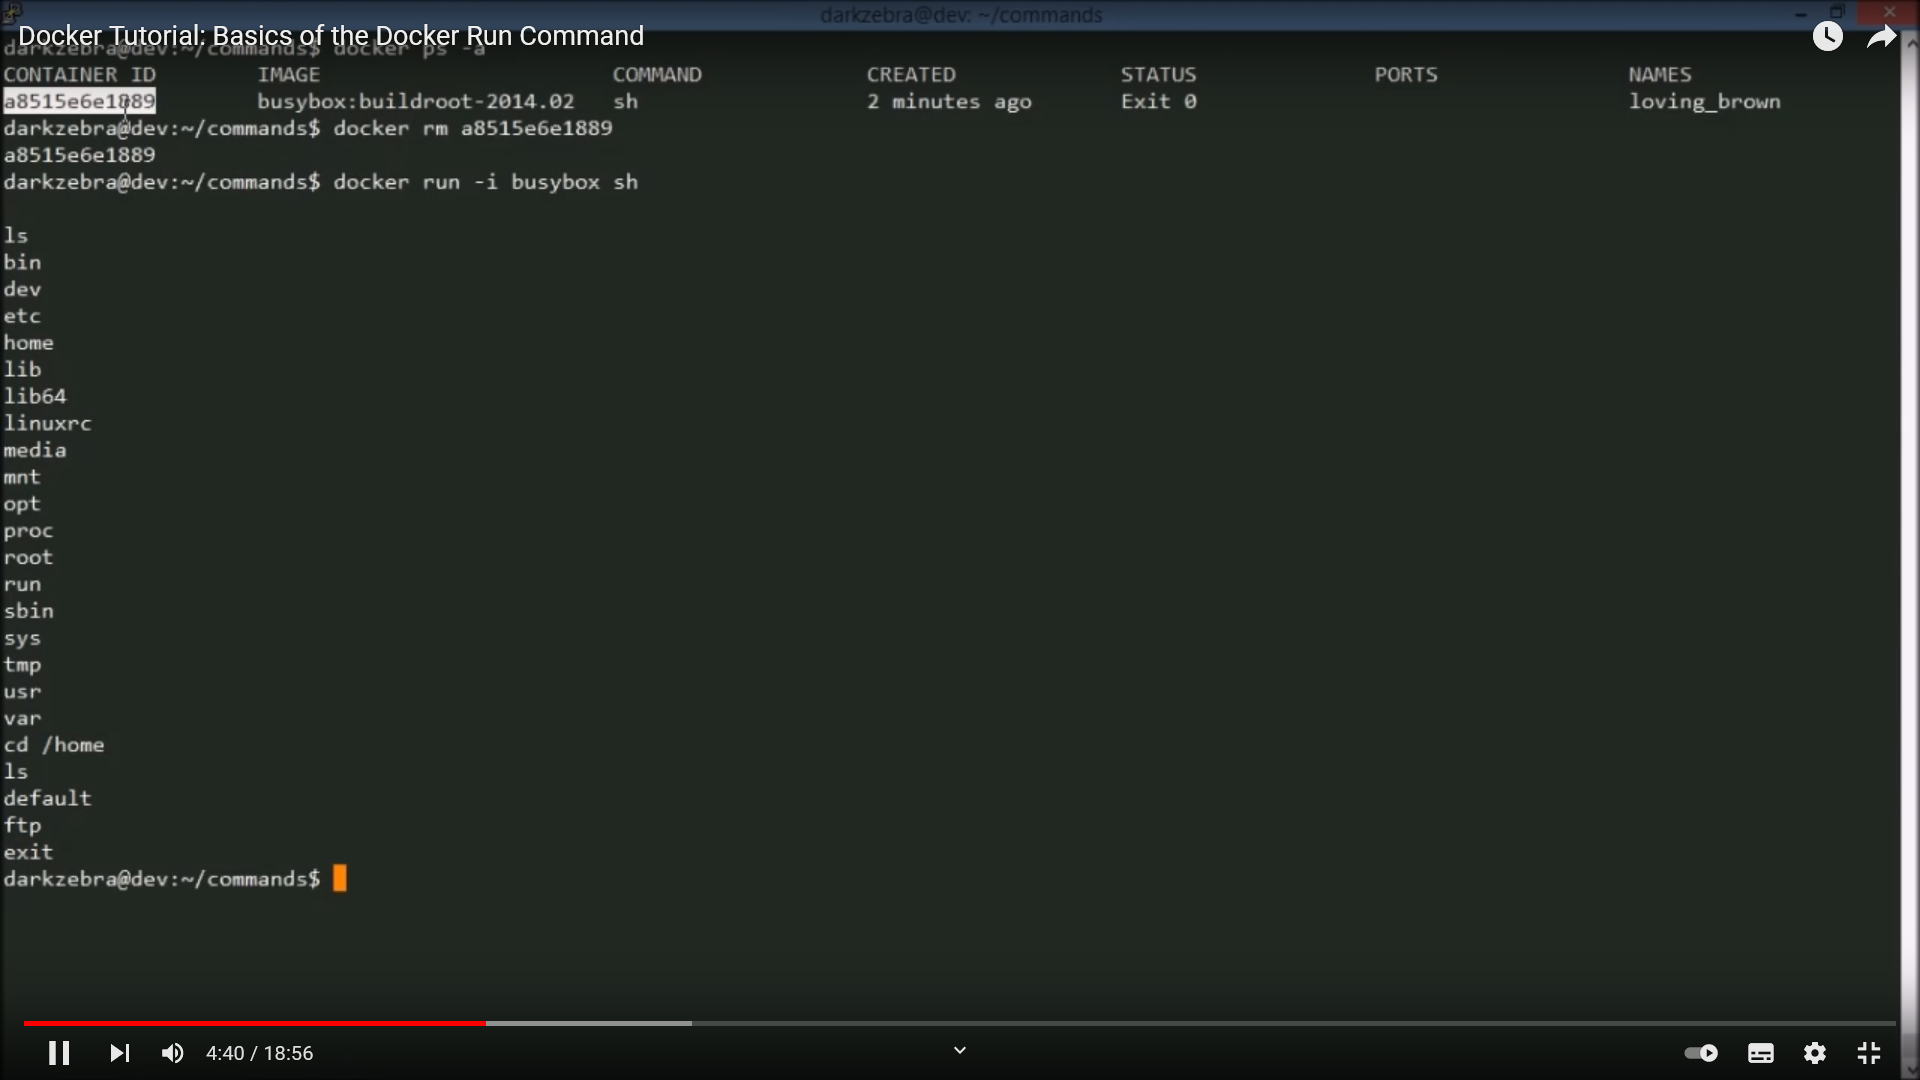 darkzebra@dev: ~/commands
Docker Tutorial: Basics of the Docker Run Command
darkzebra@dev:~/commands$ docker ps -a
CONTAINER ID IMAGE COMMAND CREATED STATUS PORTS NAMES
a8515e6e1889 busybox:buildroot-2014.02 sh 2 minutes ago Exit 0 loving_brown
darkzebra@dev:~/commands$ docker rm a8515e6e1889
a8515e6e1889
darkzebra@dev:~/commands$ docker run -i busybox sh
ls
bin
dev
etc
home
lib
lib64
linuxrc
media
mnt
opt
proc
root
run
sbin
sys
tmp
usr
var
cd /home
ls
default
ftp
exit
darkzebra@dev:~/commands$
4:40 / 18:56